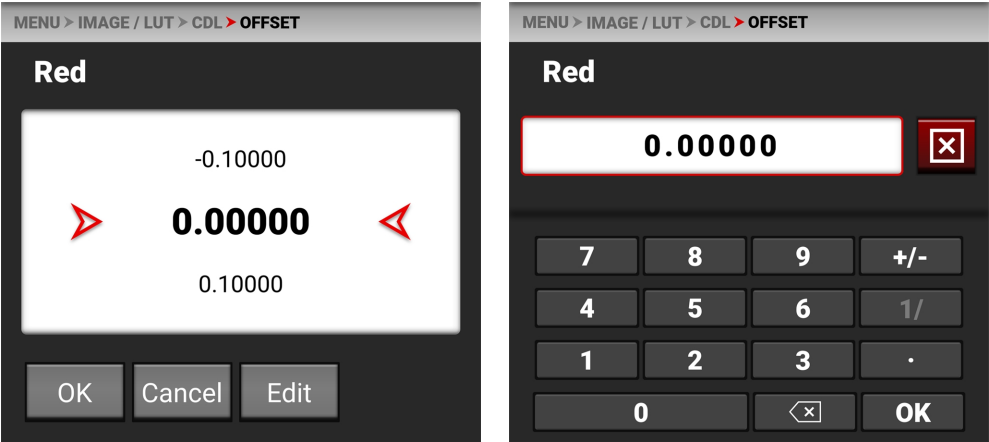 MENU > IMAGE / LUT > CDL > OFFSET
Red
-0.10000
0.00000
0.10000
OK Cancel Edit
MENU > IMAGE / LUT > CDL > OFFSET
Red
0.00000
7 8 9 +/-
4 5 6 1/
1 2 3 .
0 OK